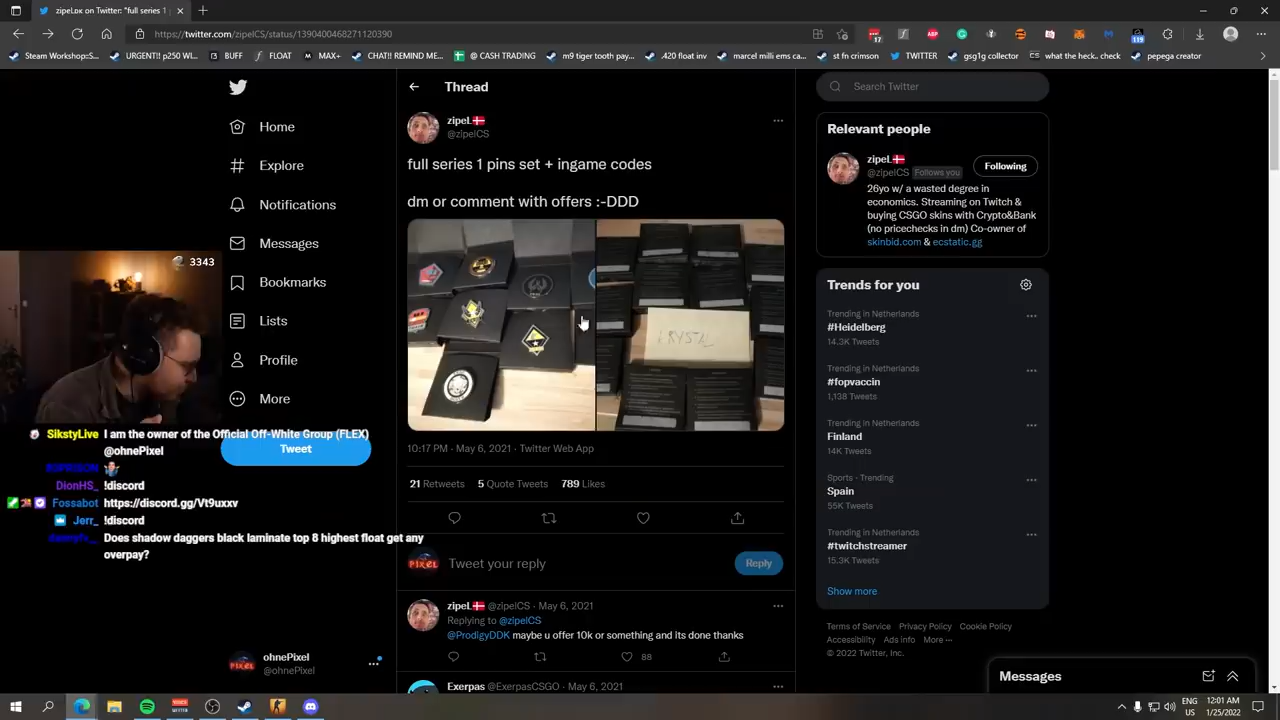 zipeLDX on Twitter: "full series 1
https://twitter.com/zipelCS/status/1390400468271120390
Steam Workshop:S...
URGENT!! p250 WI...
BUFF
FLOAT
MAX+
CHAT!! REMIND ME...
@ CASH TRADING
m9 tiger tooth pay...
.420 float inv
marcel milli ems ca...
st fn crimson
TWITTER
gsg1g collector
what the heck. check
pepega creator
17
ABP
119
3343
Home
Explore
Notifications
Messages
Bookmarks
Lists
Profile
More
Tweet
SikstyLive I am the owner of the Official Off-White Group (FLEX)
@ohnePixel
DionHS_ !discord
Fossabot https://discord.gg/Vt9uxxv
Jerr_ !discord
Does shadow daggers black laminate top 8 highest float get any
overpay?
ohnePixel
@ohnePixel
Thread
zipeL
@zipelCS
full series 1 pins set + ingame codes
dm or comment with offers :-DDD
10:17 PM · May 6, 2021 · Twitter Web App
21 Retweets 5 Quote Tweets 789 Likes
PIXEL
Tweet your reply
Reply
zipeL @zipelCS · May 6, 2021
Replying to @zipelCS
@ProdigyDDK maybe u offer 10k or something and its done thanks
88
Exerpas @ExerpasCSGO · May 6, 2021
Search Twitter
Relevant people
zipeL
@zipelCS Follows you
Following
26yo w/ a wasted degree in
economics. Streaming on Twitch &
buying CSGO skins with Crypto&Bank
(no pricechecks in dm) Co-owner of
skinbid.com & ecstatic.gg
Trends for you
Trending in Netherlands
#Heidelberg
14.3K Tweets
Trending in Netherlands
#fopvaccin
1,138 Tweets
Trending in Netherlands
Finland
14K Tweets
Sports · Trending
Spain
55K Tweets
Trending in Netherlands
#twitchstreamer
15.3K Tweets
Show more
Terms of Service Privacy Policy Cookie Policy
Accessibility Ads info More ···
© 2022 Twitter, Inc.
Messages
ENG
US
12:01 AM
1/25/2022